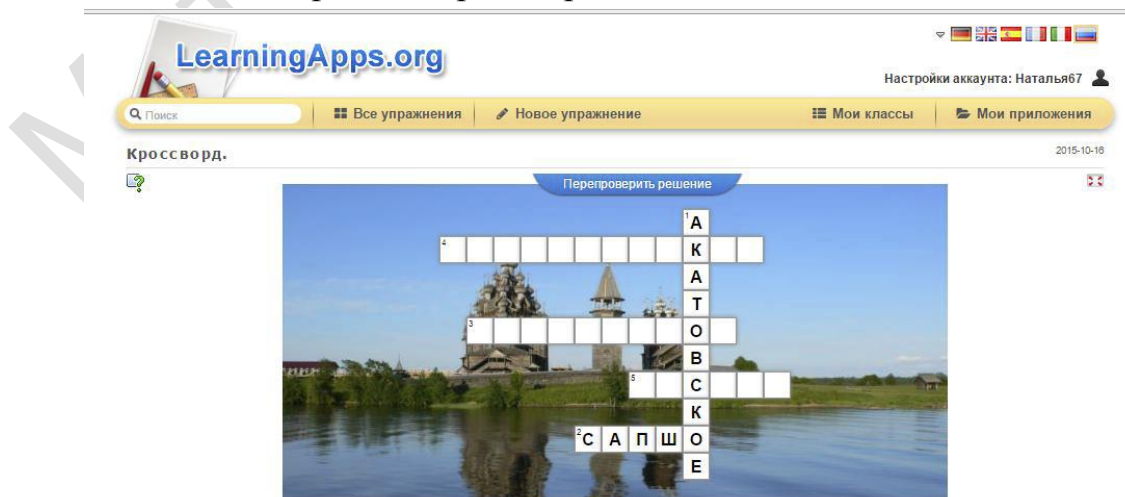 LearningApps.org
Настройки аккаунта: Наталья67
Поиск
Все упражнения
Новое упражнение
Мои классы
Мои приложения
Кроссворд.
2015-10-16
Перепроверить решение
1 А
4 К
А
Т
3 О
В
5 С
К
2 С А П Ш О
Е